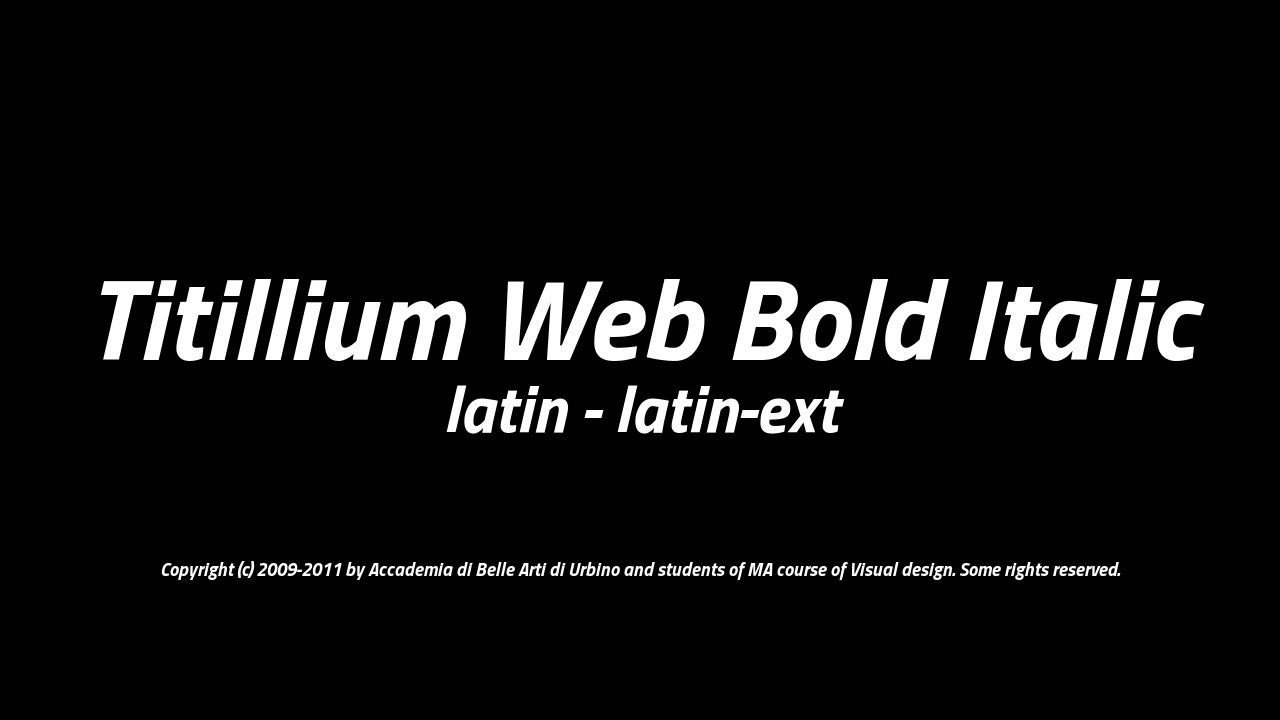 Titillium Web Bold Italic
latin - latin-ext
Copyright (c) 2009-2011 by Accademia di Belle Arti di Urbino and students of MA course of Visual design. Some rights reserved.